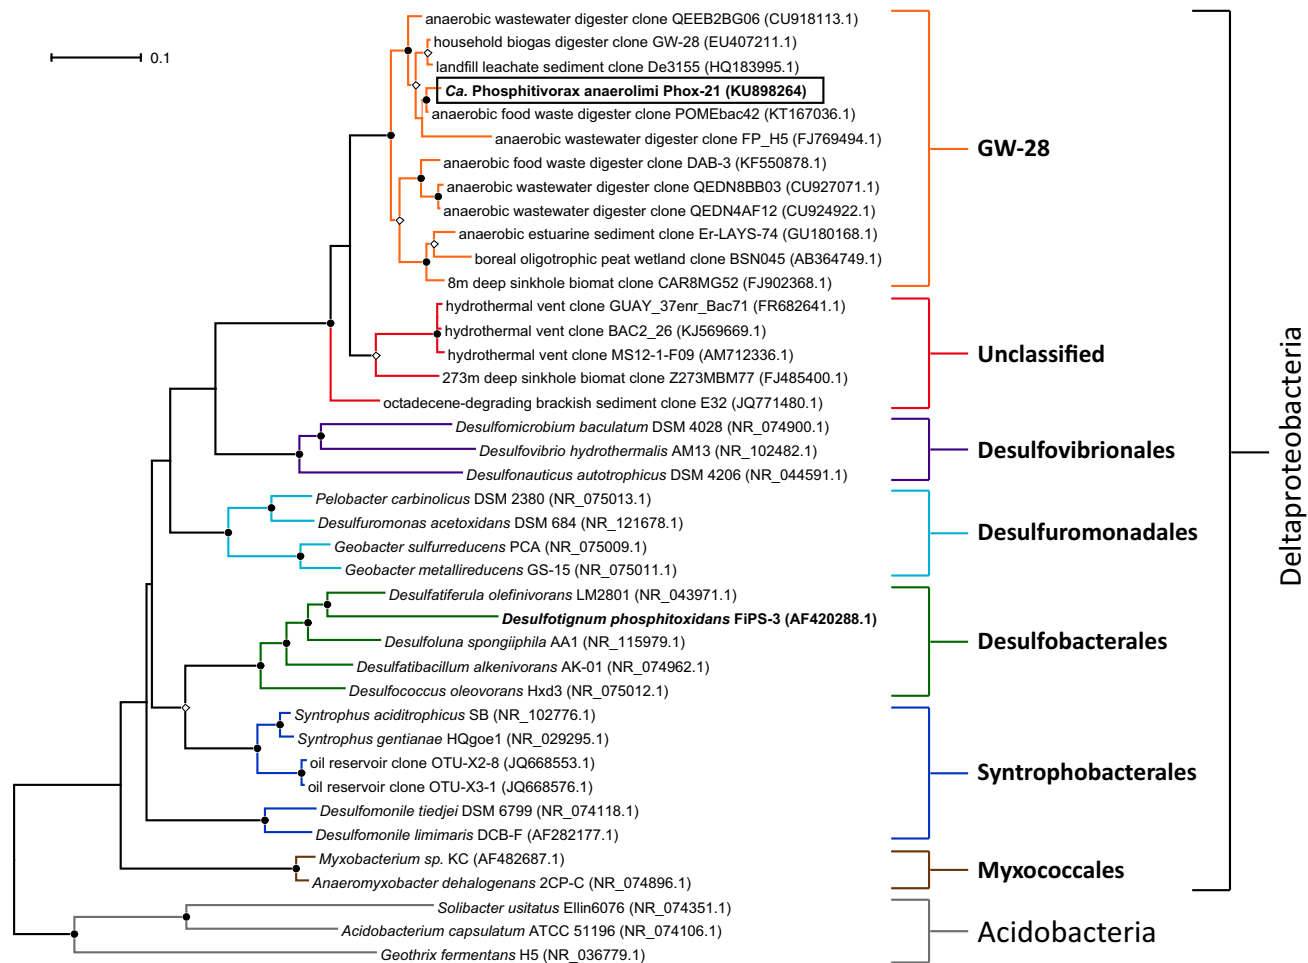 0.1
anaerobic wastewater digester clone QEEB2BG06 (CU918113.1)
household biogas digester clone GW-28 (EU407211.1)
landfill leachate sediment clone De3155 (HQ183995.1)
Ca. Phosphitivorax anaerolimi Phox-21 (KU898264)
anaerobic food waste digester clone POMEbac42 (KT167036.1)
anaerobic wastewater digester clone FP_H5 (FJ769494.1)
anaerobic food waste digester clone DAB-3 (KF550878.1)
anaerobic wastewater digester clone QEDN8BB03 (CU927071.1)
anaerobic wastewater digester clone QEDN4AF12 (CU924922.1)
anaerobic estuarine sediment clone Er-LAYS-74 (GU180168.1)
boreal oligotrophic peat wetland clone BSN045 (AB364749.1)
8m deep sinkhole biomat clone CAR8MG52 (FJ902368.1)
GW-28
hydrothermal vent clone GUAY_37enr_Bac71 (FR682641.1)
hydrothermal vent clone BAC2_26 (KJ569669.1)
hydrothermal vent clone MS12-1-F09 (AM712336.1)
273m deep sinkhole biomat clone Z273MBM77 (FJ485400.1)
octadecene-degrading brackish sediment clone E32 (JQ771480.1)
Unclassified
Desulfomicrobium baculatum DSM 4028 (NR_074900.1)
Desulfovibrio hydrothermalis AM13 (NR_102482.1)
Desulfonauticus autotrophicus DSM 4206 (NR_044591.1)
Desulfovibrionales
Pelobacter carbinolicus DSM 2380 (NR_075013.1)
Desulfuromonas acetoxidans DSM 684 (NR_121678.1)
Geobacter sulfurreducens PCA (NR_075009.1)
Geobacter metallireducens GS-15 (NR_075011.1)
Desulfuromonadales
Desulfatiferula olefinivorans LM2801 (NR_043971.1)
Desulfotignum phosphitoxidans FiPS-3 (AF420288.1)
Desulfoluna spongiiphila AA1 (NR_115979.1)
Desulfatibacillum alkenivorans AK-01 (NR_074962.1)
Desulfococcus oleovorans Hxd3 (NR_075012.1)
Desulfobacterales
Syntrophus aciditrophicus SB (NR_102776.1)
Syntrophus gentianae HQgoe1 (NR_029295.1)
oil reservoir clone OTU-X2-8 (JQ668553.1)
oil reservoir clone OTU-X3-1 (JQ668576.1)
Desulfomonile tiedjei DSM 6799 (NR_074118.1)
Desulfomonile limimaris DCB-F (AF282177.1)
Syntrophobacterales
Myxobacterium sp. KC (AF482687.1)
Anaeromyxobacter dehalogenans 2CP-C (NR_074896.1)
Myxococcales
Deltaproteobacteria
Solibacter usitatus Ellin6076 (NR_074351.1)
Acidobacterium capsulatum ATCC 51196 (NR_074106.1)
Geothrix fermentans H5 (NR_036779.1)
Acidobacteria